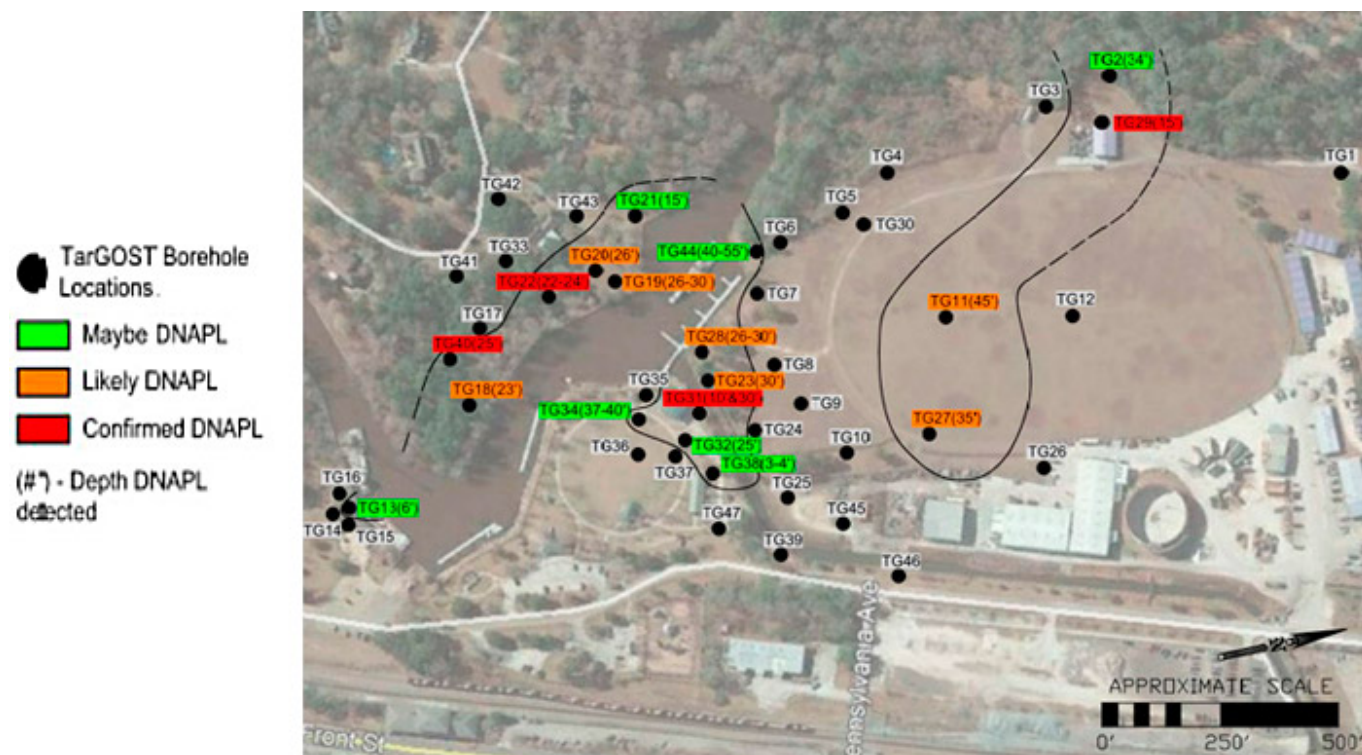 TarGOST Borehole
Locations.
Maybe DNAPL
Likely DNAPL
Confirmed DNAPL
(#') - Depth DNAPL
detected
TG2(34')
TG3
TG29(15')
TG1
TG4
TG42
TG43
TG21(15')
TG5
TG30
TG6
TG44(40-55')
TG33
TG20(26')
TG41
TG22(22-24'
TG19(26-30')
TG7
TG11(45')
TG12
TG17
TG40(25')
TG28(26-30')
TG8
TG18(23')
TG35
TG23(30')
TG31(10'&30')
TG9
TG34(37-40')
TG24
TG27(35')
TG36
TG32(25')
TG10
TG37
TG38(3-4')
TG26
TG16
TG25
TG13(6')
TG14
TG15
TG47
TG45
TG39
TG46
ennsylvania Ave
APPROXIMATE SCALE
0' 250' 500'
Front St